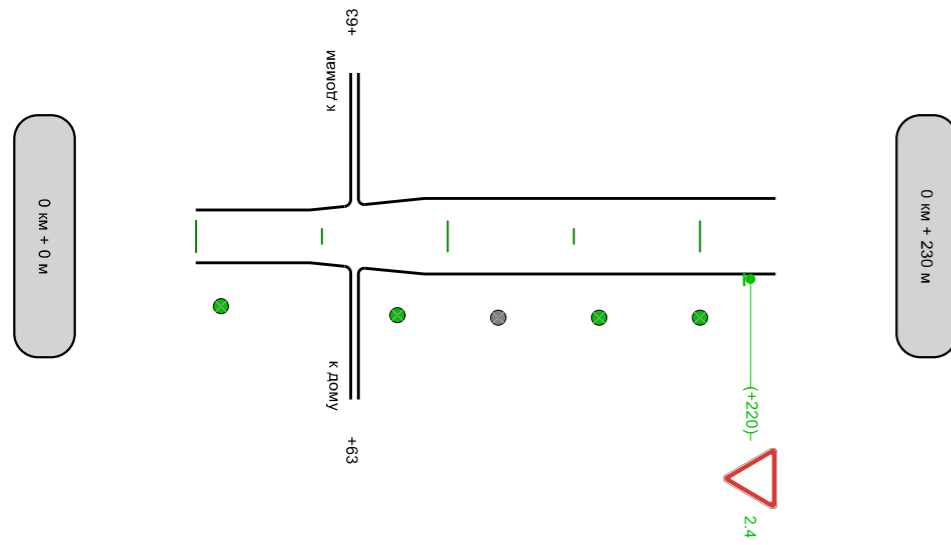 +63
к домам
0 км + 0 м
0 км + 230 м
к дому
+63
(+220)
2.4